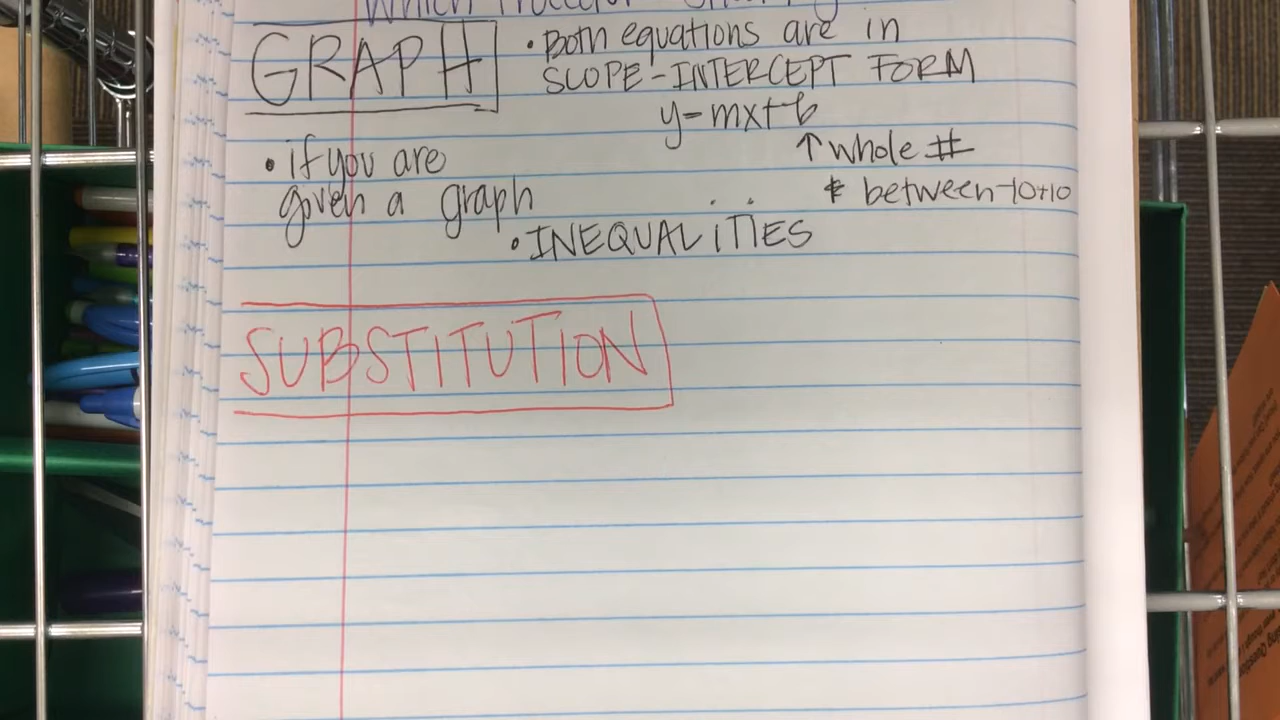 GRAPH
• Both equations are in
SLOPE-INTERCEPT FORM
y=mx+b
↑ whole #
* between -10+10
• if you are
given a graph
• INEQUALITIES
SUBSTITUTION